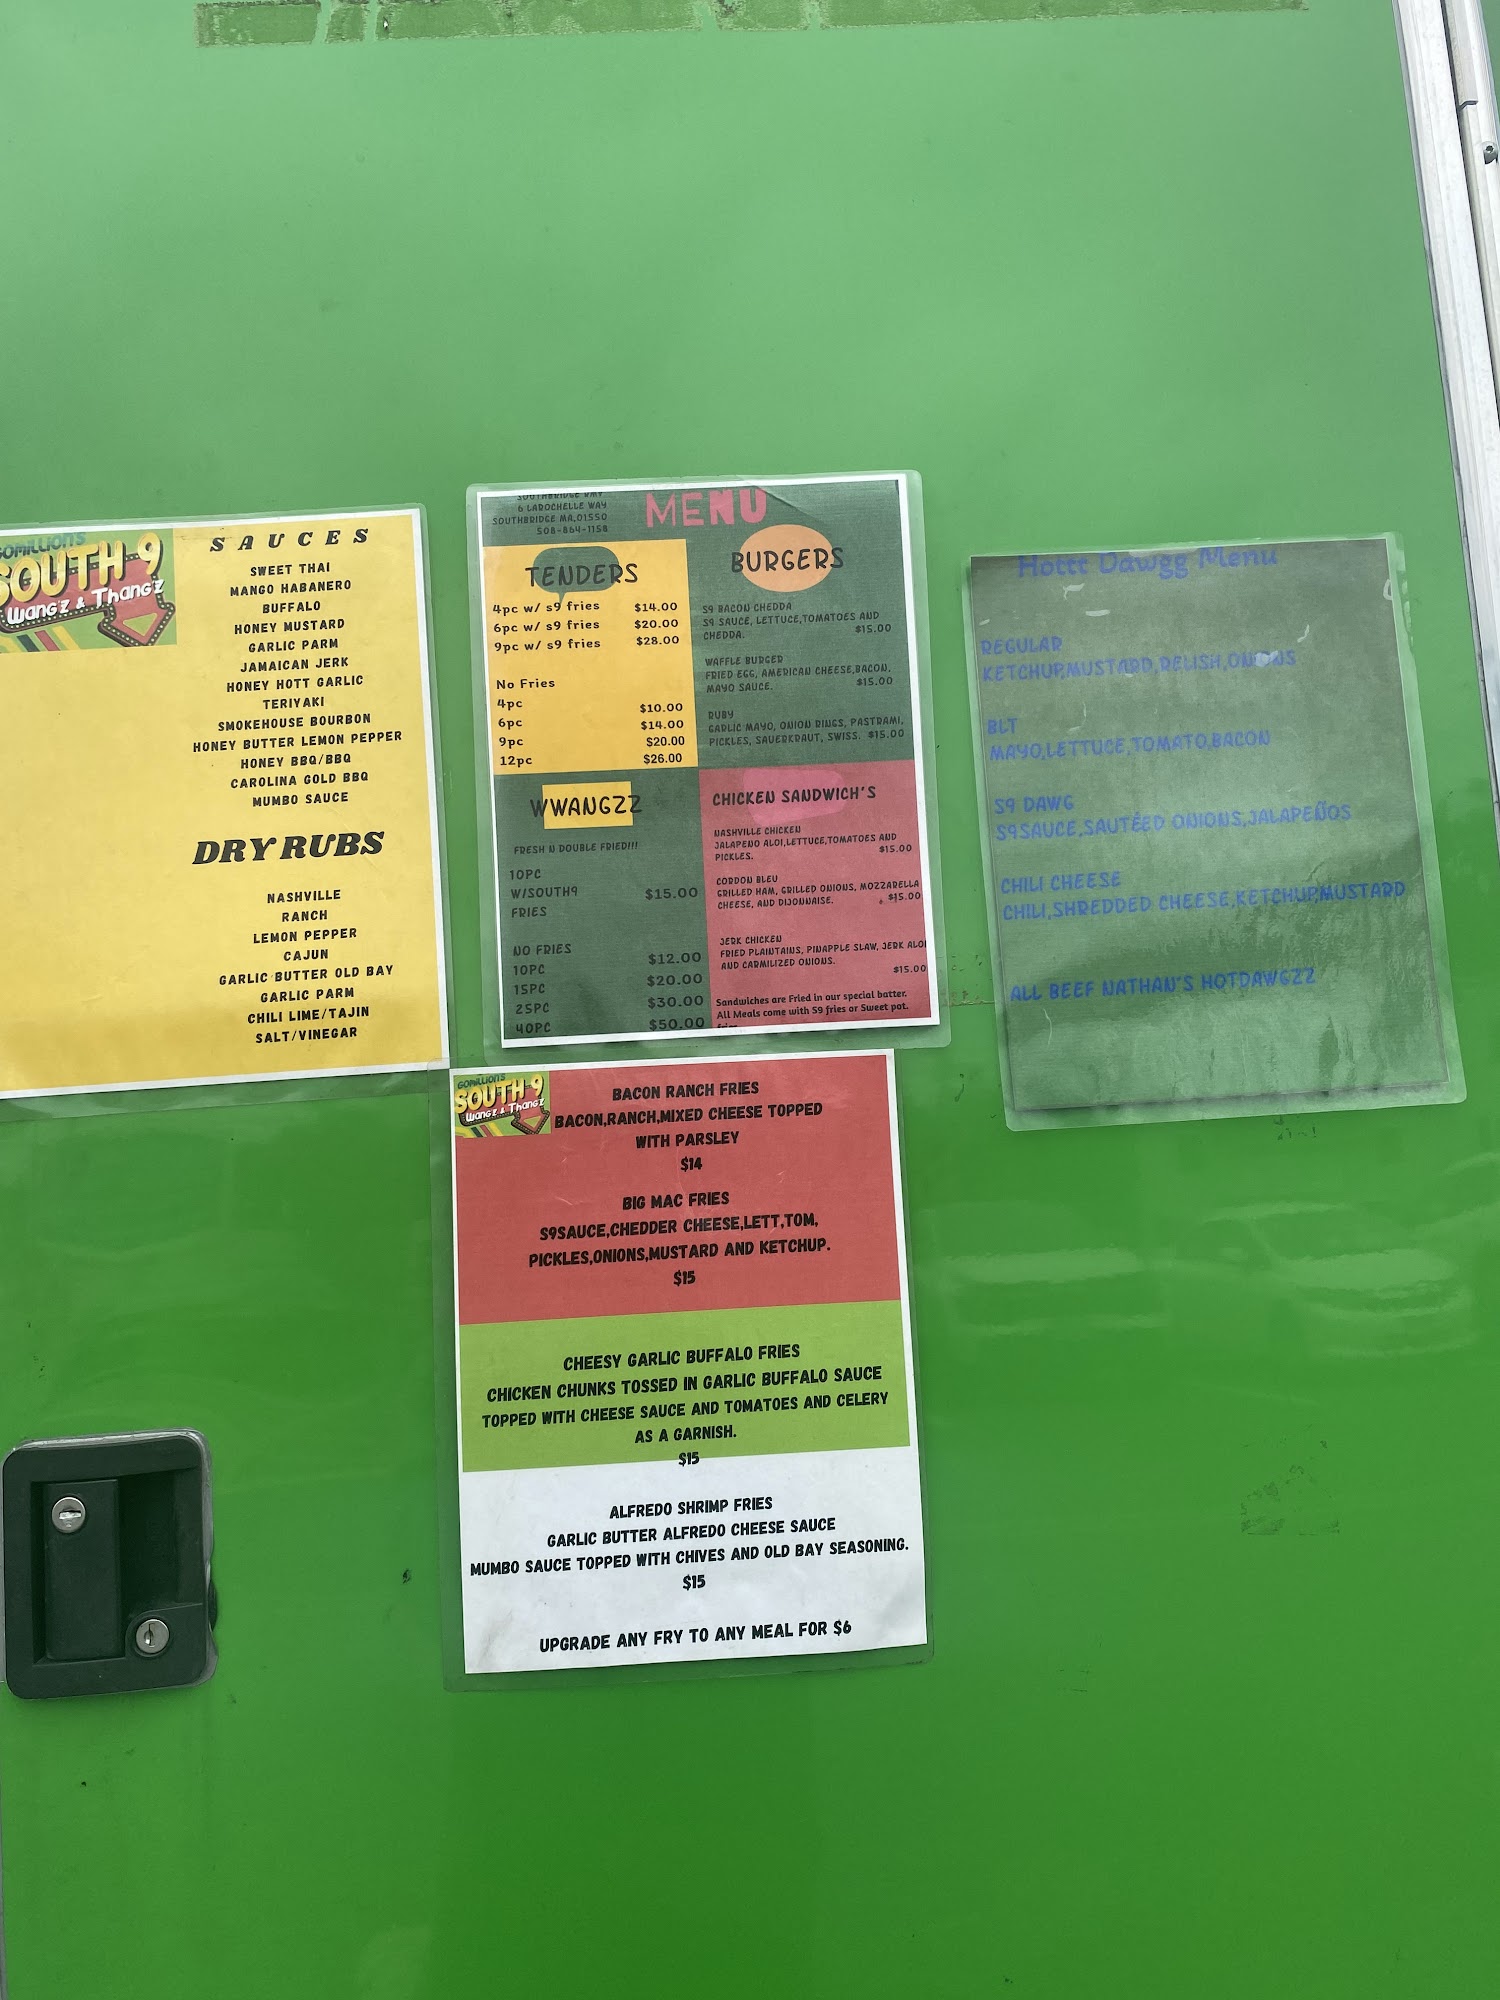 GOMILLION'S
SOUTH-9
WangZ & ThangZ
SAUCES
SWEET THAI
MANGO HABANERO
BUFFALO
HONEY MUSTARD
GARLIC PARM
JAMAICAN JERK
HONEY HOTT GARLIC
TERIYAKI
SMOKEHOUSE BOURBON
HONEY BUTTER LEMON PEPPER
HONEY BBQ/BBQ
CAROLINA GOLD BBQ
MUMBO SAUCE
DRY RUBS
NASHVILLE
RANCH
LEMON PEPPER
CAJUN
GARLIC BUTTER OLD BAY
GARLIC PARM
CHILI LIME/TAJIN
SALT/VINEGAR
SOUTHBRIDGE
6 LAROCHELLE WAY
SOUTHBRIDGE MA,01550
508-864-1158
MENU
TENDERS
4pc w/ s9 fries $14.00
6pc w/ s9 fries $20.00
9pc w/ s9 fries $28.00
No Fries
4pc $10.00
6pc $14.00
9pc $20.00
12pc $26.00
WWANGZZ
FRESH N DOUBLE FRIED!!!
10PC
W/SOUTH9 $15.00
FRIES
NO FRIES
10PC $12.00
15PC $20.00
25PC $30.00
40PC $50.00
BURGERS
S9 BACON CHEDDA
S9 SAUCE, LETTUCE,TOMATOES AND
CHEDDA. $15.00
WAFFLE BURGER
FRIED EGG, AMERICAN CHEESE,BACON,
MAYO SAUCE. $15.00
RUBY
GARLIC MAYO, ONION RINGS, PASTRAMI,
PICKLES, SAUERKRAUT, SWISS. $15.00
CHICKEN SANDWICH'S
NASHVILLE CHICKEN
JALAPENO ALOI,LETTUCE,TOMATOES AND
PICKLES. $15.00
CORDON BLEU
GRILLED HAM, GRILLED ONIONS, MOZZARELLA
CHEESE, AND DIJONNAISE. $15.00
JERK CHICKEN
FRIED PLAINTAINS, PINAPPLE SLAW, JERK ALOI
AND CARMILIZED ONIONS.
$15.00
Sandwiches are Fried in our special batter.
All Meals come with S9 fries or Sweet pot.
fries
Hottt Dawgg Menu
REGULAR
KETCHUP,MUSTARD,RELISH,ONIONS
BLT
MAYO,LETTUCE,TOMATO,BACON
S9 DAWG
S9SAUCE,SAUTÉED ONIONS,JALAPEÑOS
CHILI CHEESE
CHILI,SHREDDED CHEESE,KETCHUP,MUSTARD
ALL BEEF NATHAN'S HOTDAWGZZ
GOMILLION'S
SOUTH-9
WangZ & ThangZ
BACON RANCH FRIES
BACON,RANCH,MIXED CHEESE TOPPED
WITH PARSLEY
$14
BIG MAC FRIES
S9SAUCE,CHEDDER CHEESE,LETT,TOM,
PICKLES,ONIONS,MUSTARD AND KETCHUP.
$15
CHEESY GARLIC BUFFALO FRIES
CHICKEN CHUNKS TOSSED IN GARLIC BUFFALO SAUCE
TOPPED WITH CHEESE SAUCE AND TOMATOES AND CELERY
AS A GARNISH.
$15
ALFREDO SHRIMP FRIES
GARLIC BUTTER ALFREDO CHEESE SAUCE
MUMBO SAUCE TOPPED WITH CHIVES AND OLD BAY SEASONING.
$15
UPGRADE ANY FRY TO ANY MEAL FOR $6